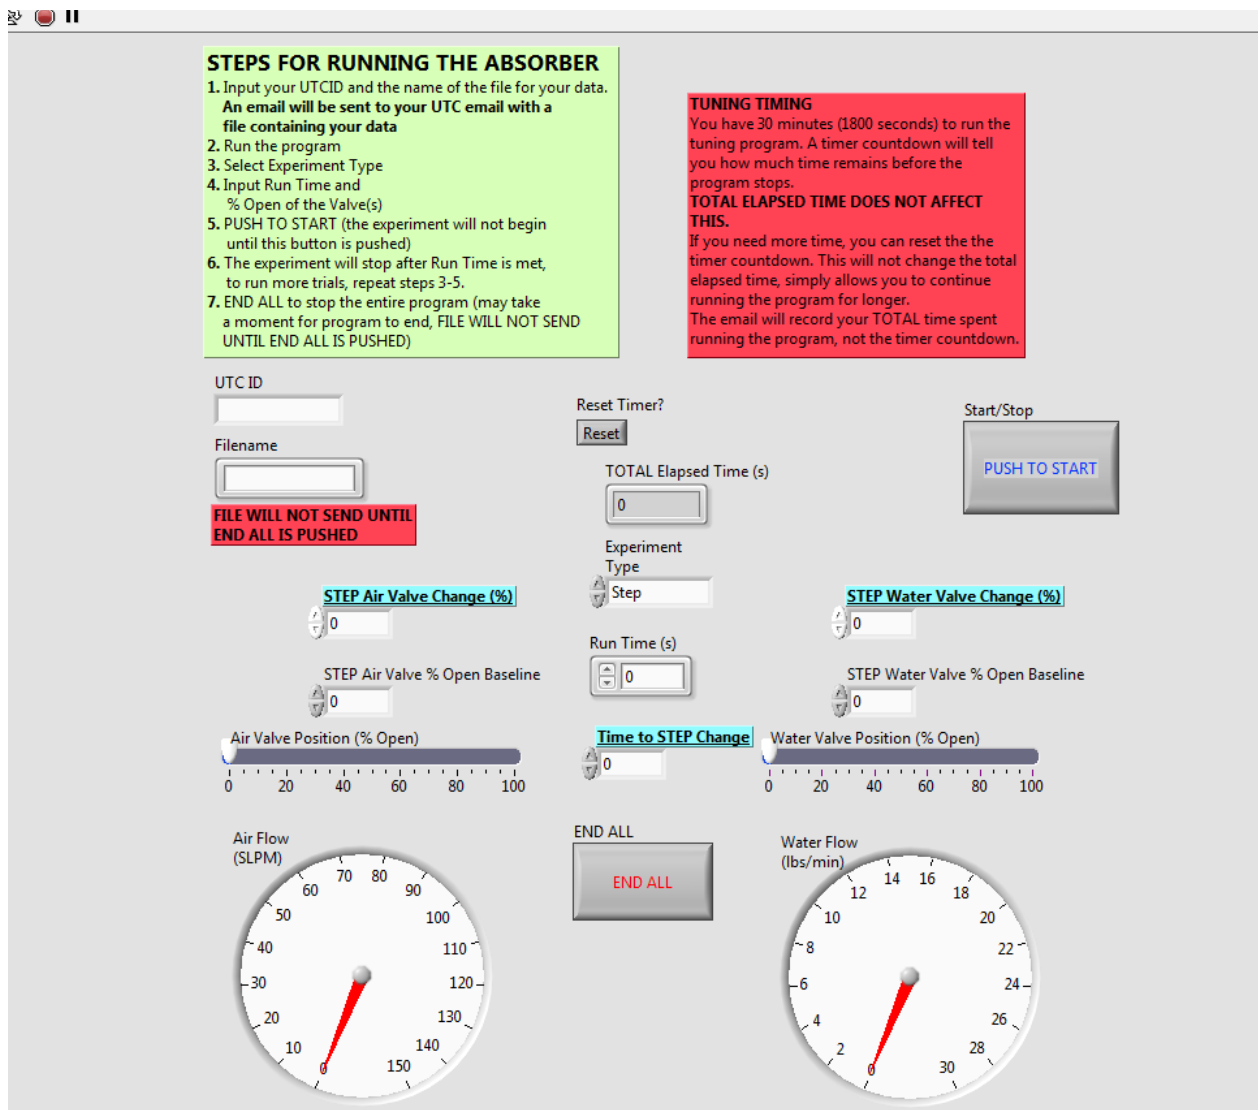 STEPS FOR RUNNING THE ABSORBER
1. Input your UTCID and the name of the file for your data.
An email will be sent to your UTC email with a
file containing your data
2. Run the program
3. Select Experiment Type
4. Input Run Time and
% Open of the Valve(s)
5. PUSH TO START (the experiment will not begin
until this button is pushed)
6. The experiment will stop after Run Time is met,
to run more trials, repeat steps 3-5.
7. END ALL to stop the entire program (may take
a moment for program to end, FILE WILL NOT SEND
UNTIL END ALL IS PUSHED)
TUNING TIMING
You have 30 minutes (1800 seconds) to run the
tuning program. A timer countdown will tell
you how much time remains before the
program stops.
TOTAL ELAPSED TIME DOES NOT AFFECT
THIS.
If you need more time, you can reset the the
timer countdown. This will not change the total
elapsed time, simply allows you to continue
running the program for longer.
The email will record your TOTAL time spent
running the program, not the timer countdown.
UTC ID
Filename
FILE WILL NOT SEND UNTIL
END ALL IS PUSHED
Reset Timer?
Reset
TOTAL Elapsed Time (s)
0
Experiment
Type
Step
Start/Stop
PUSH TO START
STEP Air Valve Change (%)
0
STEP Air Valve % Open Baseline
0
Run Time (s)
0
STEP Water Valve Change (%)
0
STEP Water Valve % Open Baseline
0
Air Valve Position (% Open)
0 20 40 60 80 100
Time to STEP Change
0
Water Valve Position (% Open)
0 20 40 60 80 100
Air Flow
(SLPM)
0 10 20 30 40 50 60 70 80 90 100 110 120 130 140 150
END ALL
END ALL
Water Flow
(lbs/min)
0 2 4 6 8 10 12 14 16 18 20 22 24 26 28 30